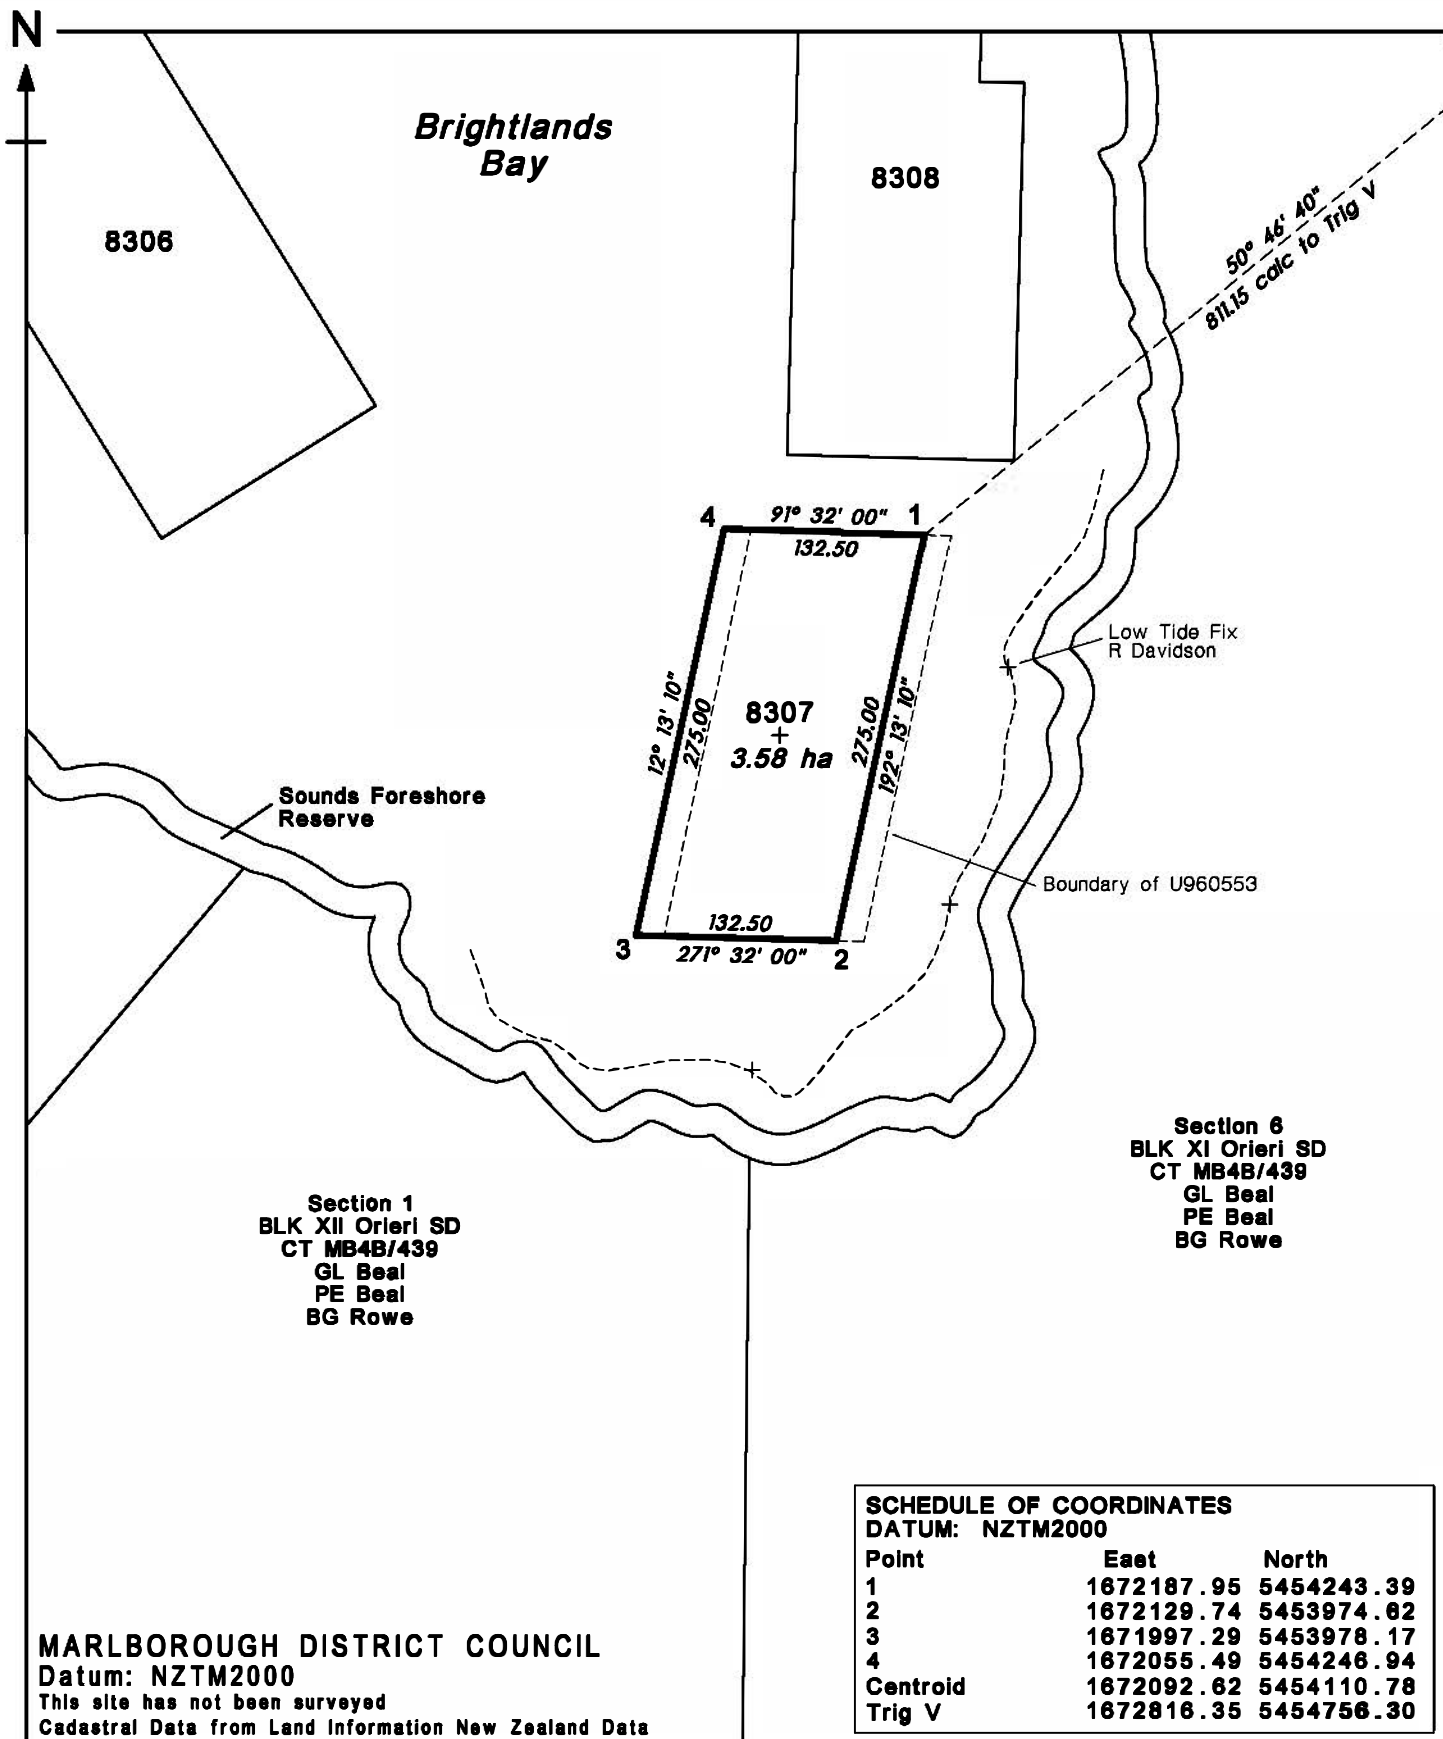 N
Brightlands
Bay
8306
8308
50° 46' 40"
811.15 calc to Trig V
4
91° 32' 00"
1
132.50
Low Tide Fix
R Davidson
12° 13' 10"
275.00
8307
3.58 ha
275.00
192° 13' 10"
Sounds Foreshore
Reserve
Boundary of U960553
132.50
3
271° 32' 00"
2
Section 1
BLK XII Orieri SD
CT MB4B/439
GL Beal
PE Beal
BG Rowe
Section 6
BLK XI Orieri SD
CT MB4B/439
GL Beal
PE Beal
BG Rowe
SCHEDULE OF COORDINATES
DATUM: NZTM2000
Point East North
1 1672187.95 5454243.39
2 1672129.74 5453974.62
3 1671997.29 5453978.17
4 1672055.49 5454246.94
Centroid 1672092.62 5454110.78
Trig V 1672816.35 5454756.30
MARLBOROUGH DISTRICT COUNCIL
Datum: NZTM2000
This site has not been surveyed
Cadastral Data from Land Information New Zealand Data